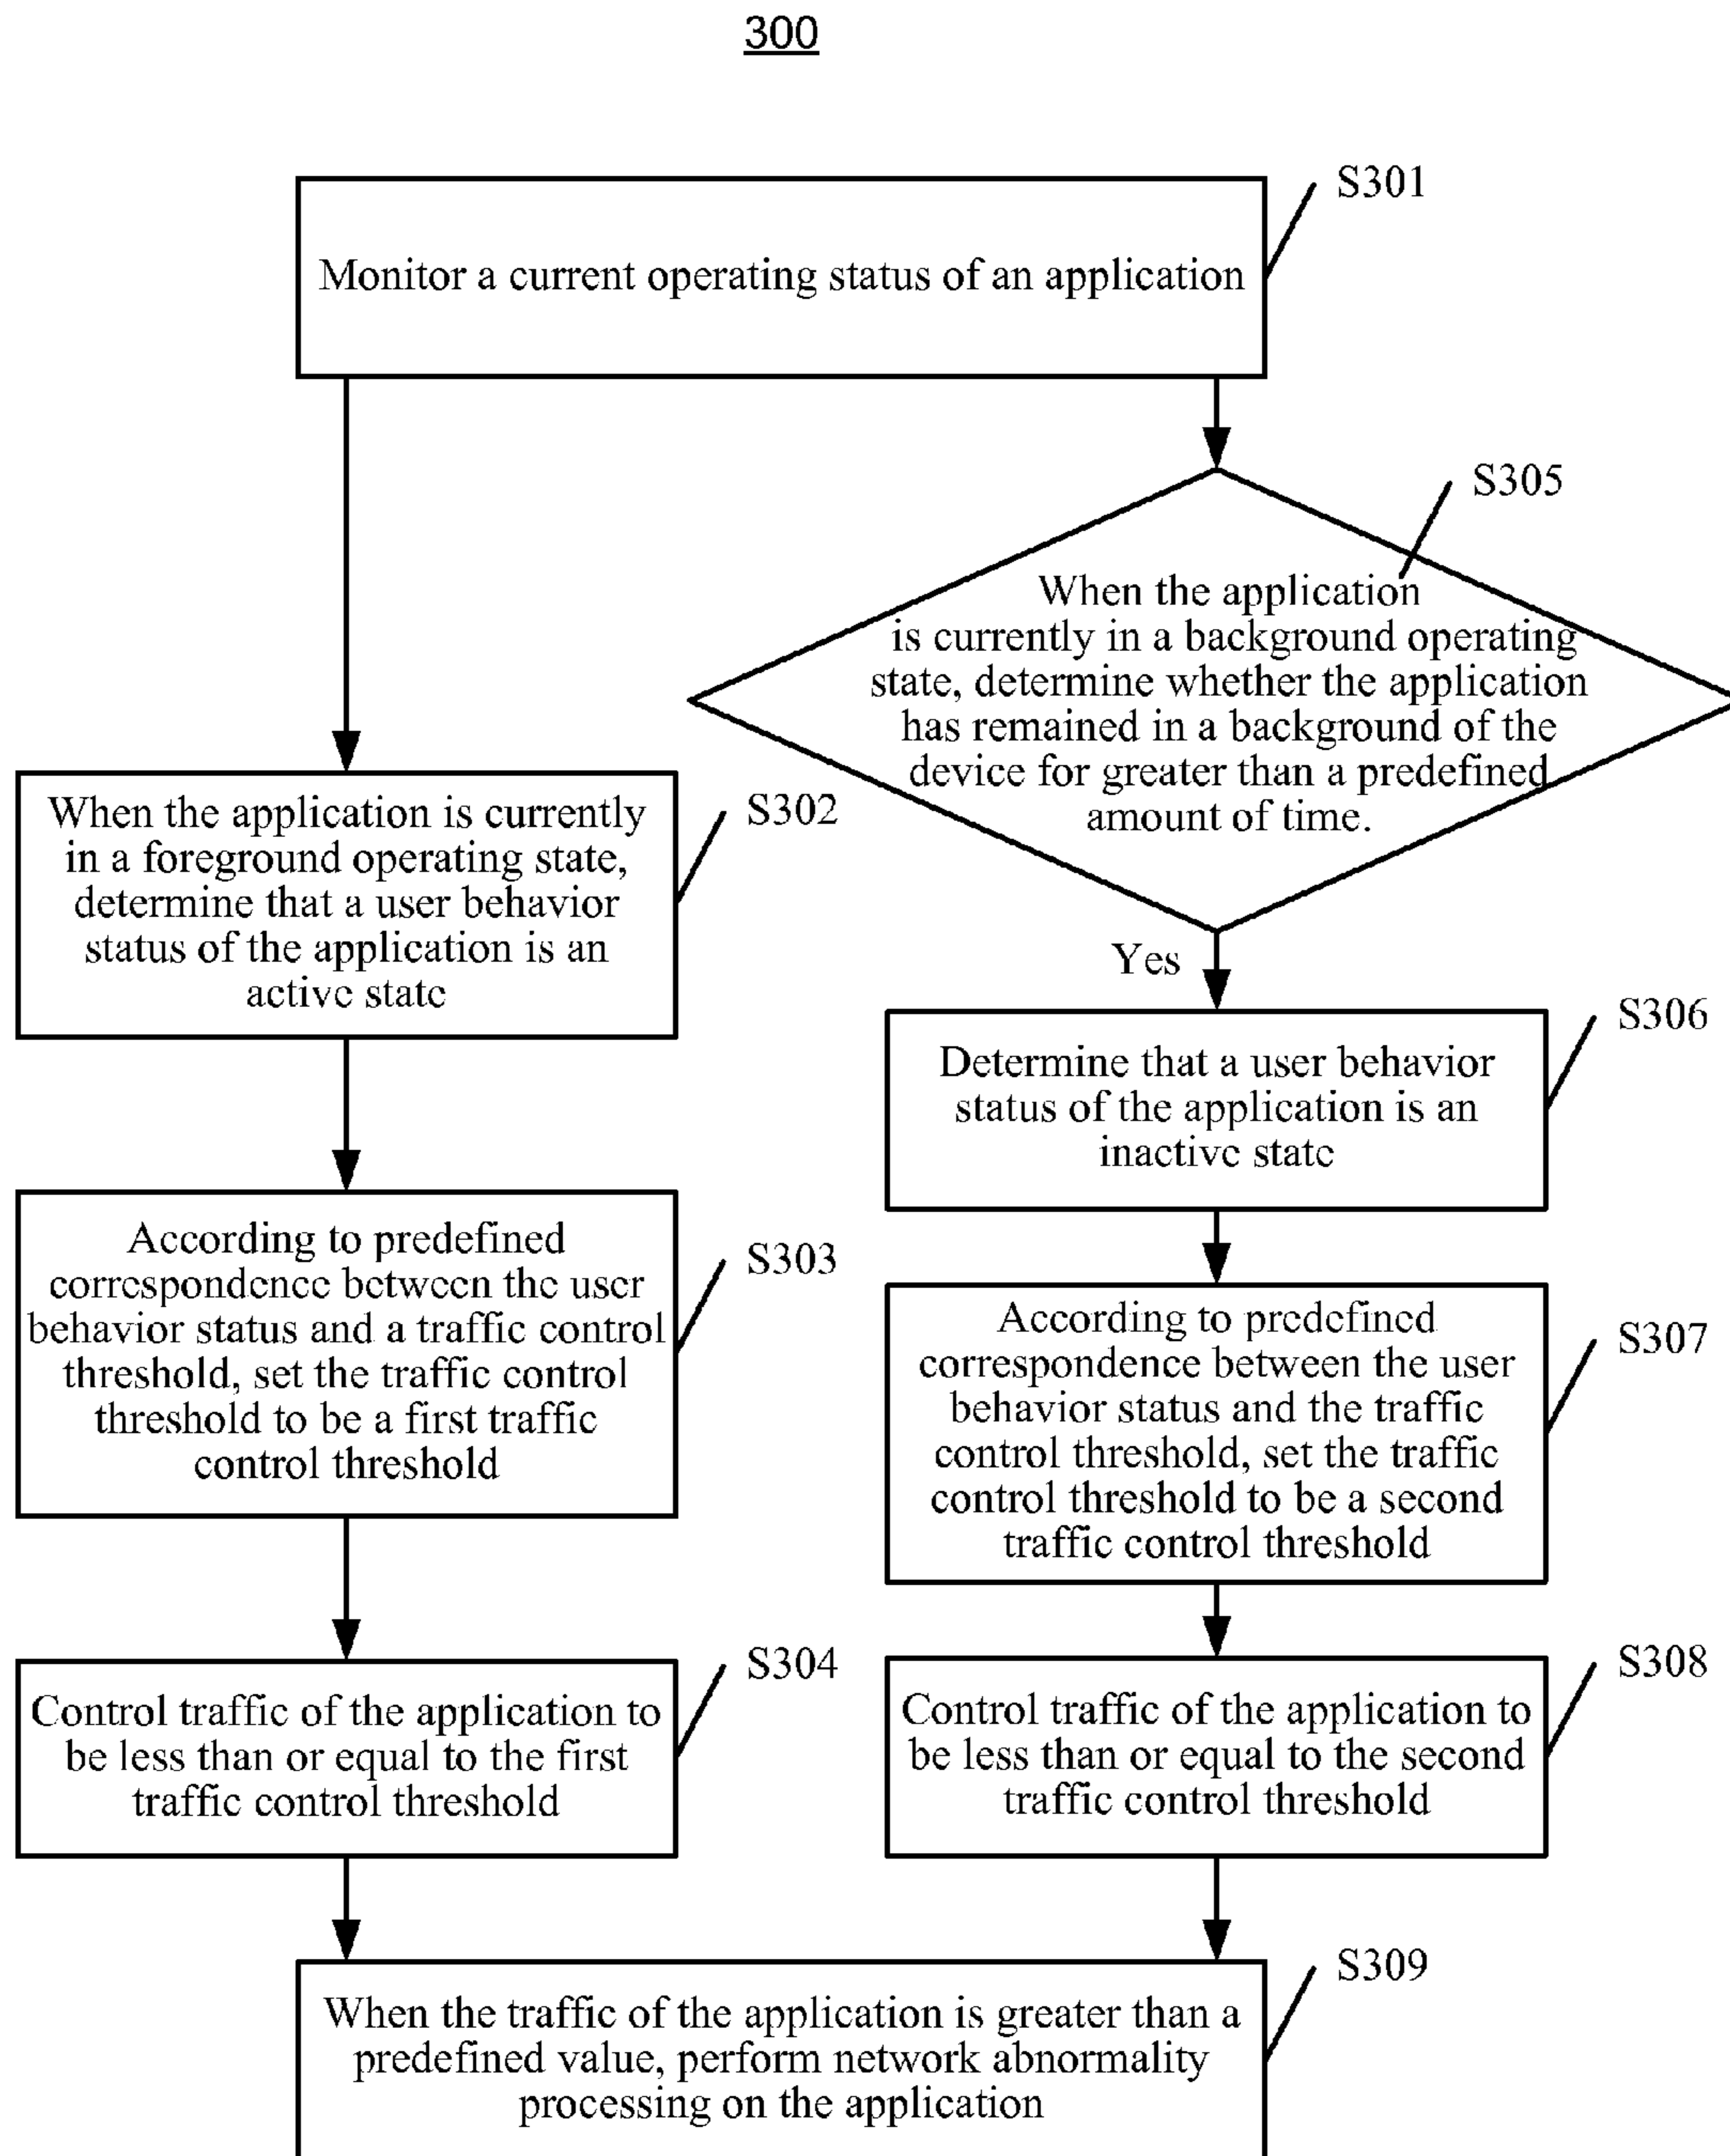 300
S301
Monitor a current operating status of an application
S305
When the application
is currently in a background operating
state, determine whether the application
has remained in a background of the
device for greater than a predefined
amount of time.
When the application is currently
in a foreground operating state,
determine that a user behavior
status of the application is an
active state
S302
Yes
S306
Determine that a user behavior
status of the application is an
inactive state
According to predefined
correspondence between the user
behavior status and a traffic control
threshold, set the traffic control
threshold to be a first traffic
control threshold
S303
According to predefined
correspondence between the user
behavior status and the traffic
control threshold, set the traffic
control threshold to be a second
traffic control threshold
S307
Control traffic of the application to
be less than or equal to the first
traffic control threshold
S304
Control traffic of the application to
be less than or equal to the second
traffic control threshold
S308
S309
When the traffic of the application is greater than a
predefined value, perform network abnormality
processing on the application